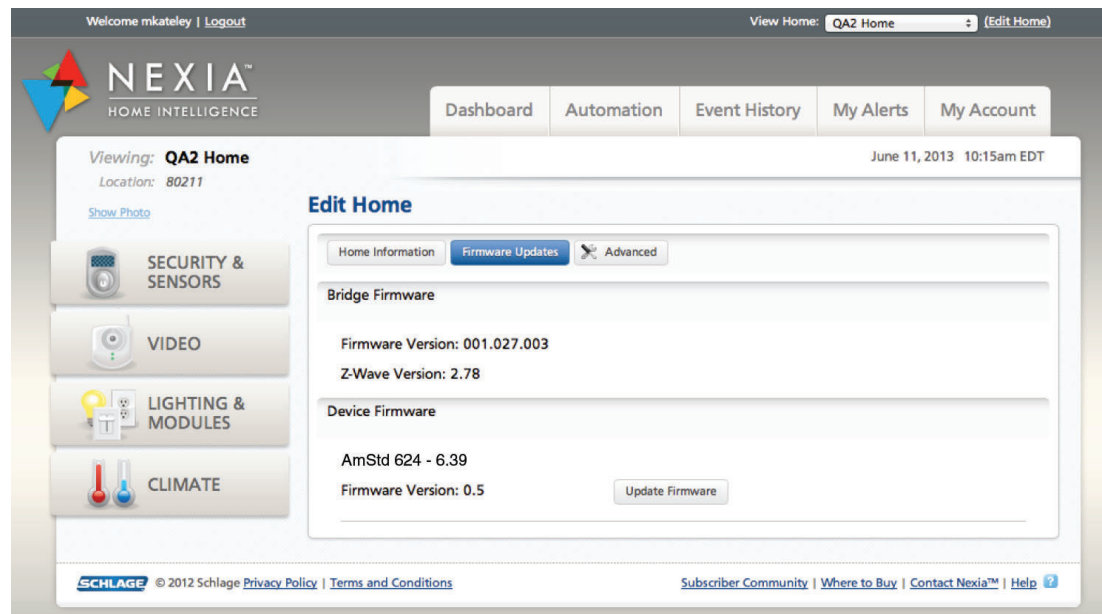 Welcome mkateley | Logout
View Home: QA2 Home (Edit Home)
NEXIA™
HOME INTELLIGENCE
Dashboard Automation Event History My Alerts My Account
Viewing: QA2 Home
June 11, 2013 10:15am EDT
Location: 80211
Show Photo
Edit Home
Home Information Firmware Updates Advanced
SECURITY &
SENSORS
VIDEO
LIGHTING &
MODULES
CLIMATE
Bridge Firmware
Firmware Version: 001.027.003
Z-Wave Version: 2.78
Device Firmware
AmStd 624 - 6.39
Firmware Version: 0.5 Update Firmware
SCHLAGE © 2012 Schlage Privacy Policy | Terms and Conditions
Subscriber Community | Where to Buy | Contact Nexia™ | Help ?